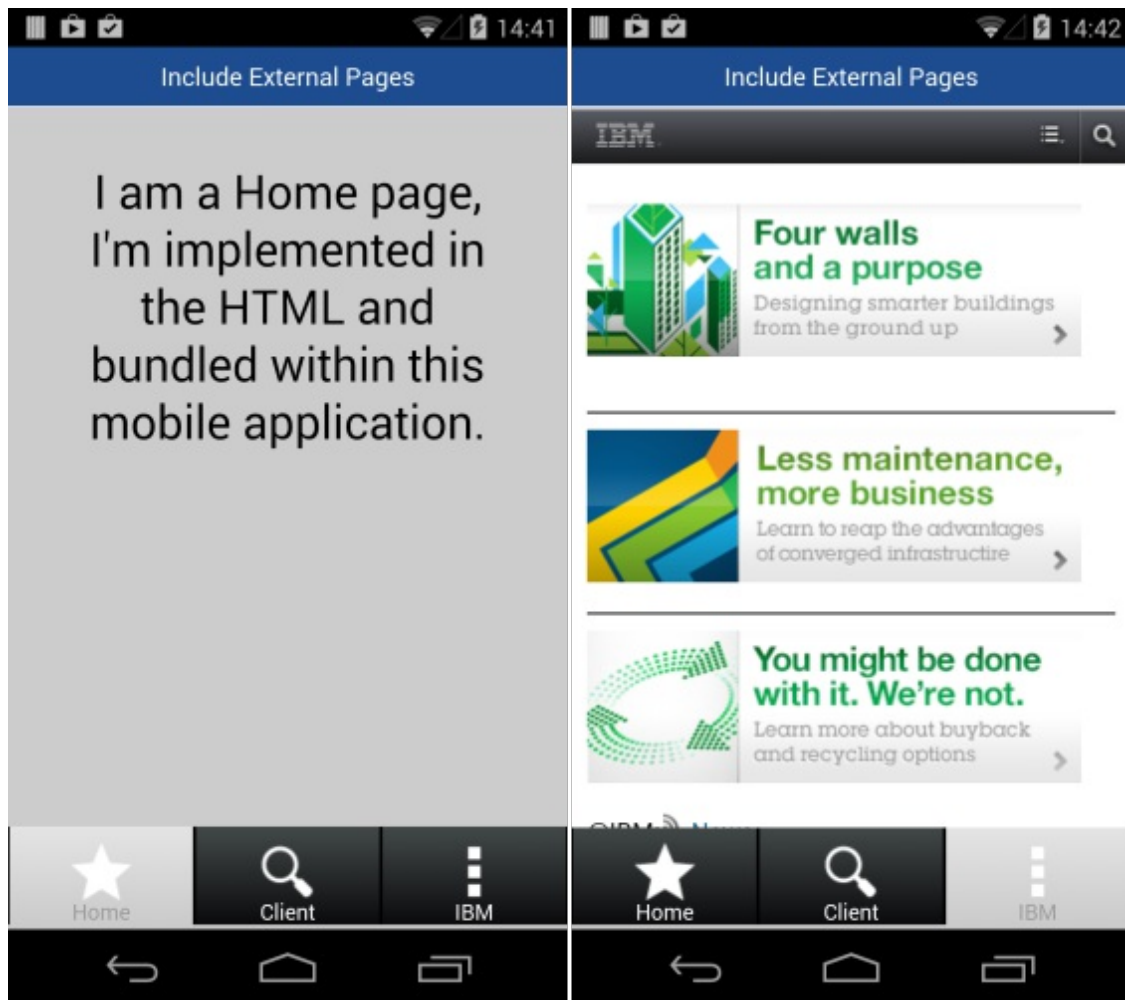 14:41
Include External Pages
I am a Home page,
I'm implemented in
the HTML and
bundled within this
mobile application.
Home
Client
IBM
14:42
Include External Pages
IBM
Four walls
and a purpose
Designing smarter buildings
from the ground up
Less maintenance,
more business
Learn to reap the advantages
of converged infrastructire
You might be done
with it. We're not.
Learn more about buyback
and recycling options
Home
Client
IBM